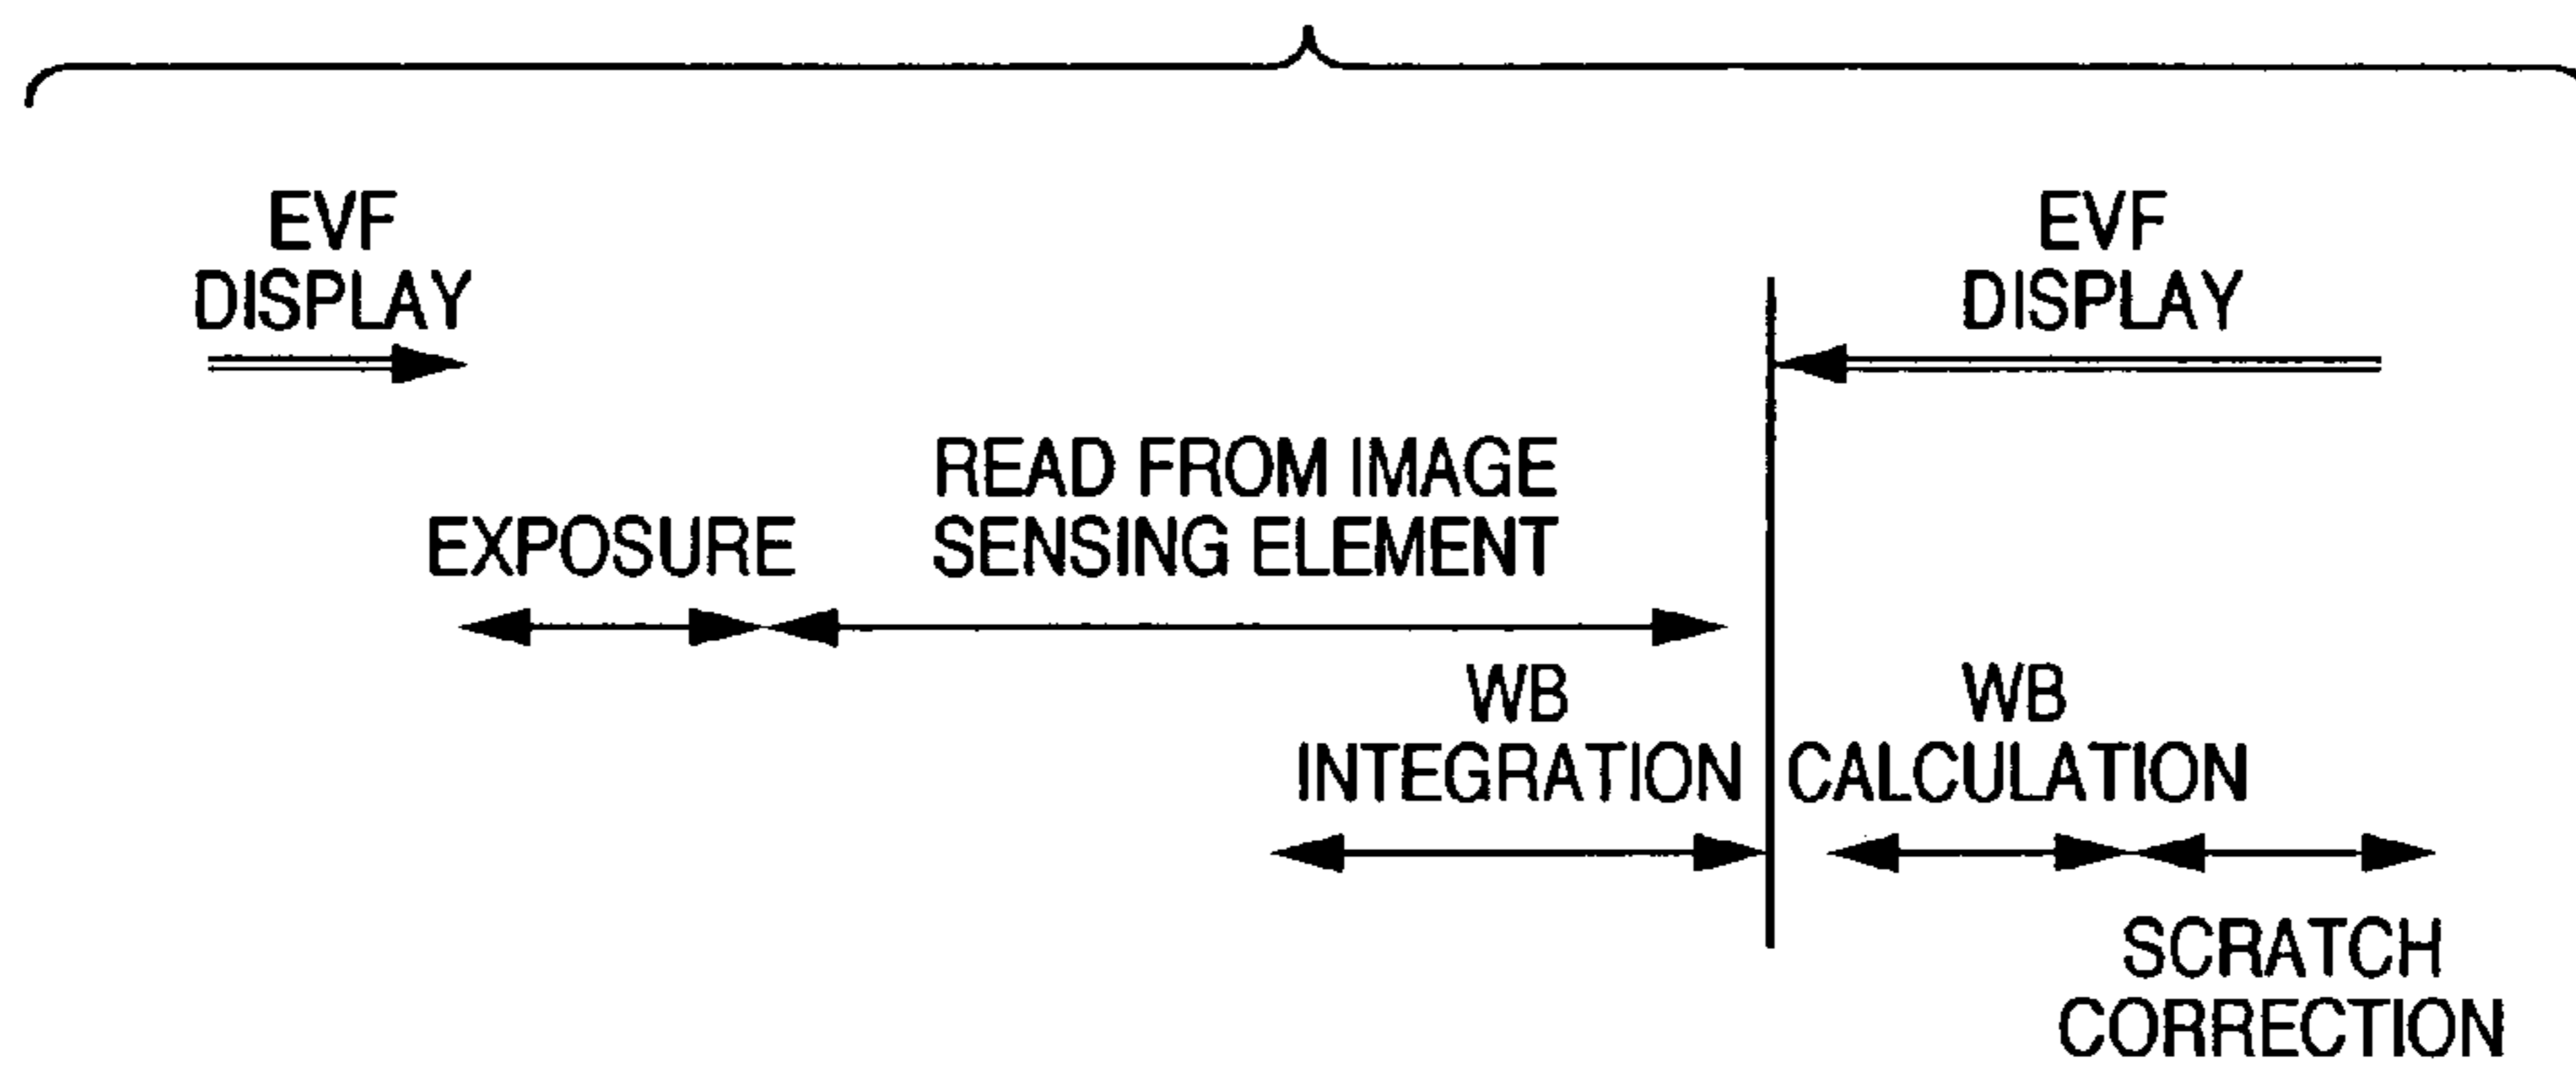 EVF
DISPLAY
EVF
DISPLAY
EXPOSURE
READ FROM IMAGE
SENSING ELEMENT
WB
INTEGRATION
WB
CALCULATION
SCRATCH
CORRECTION